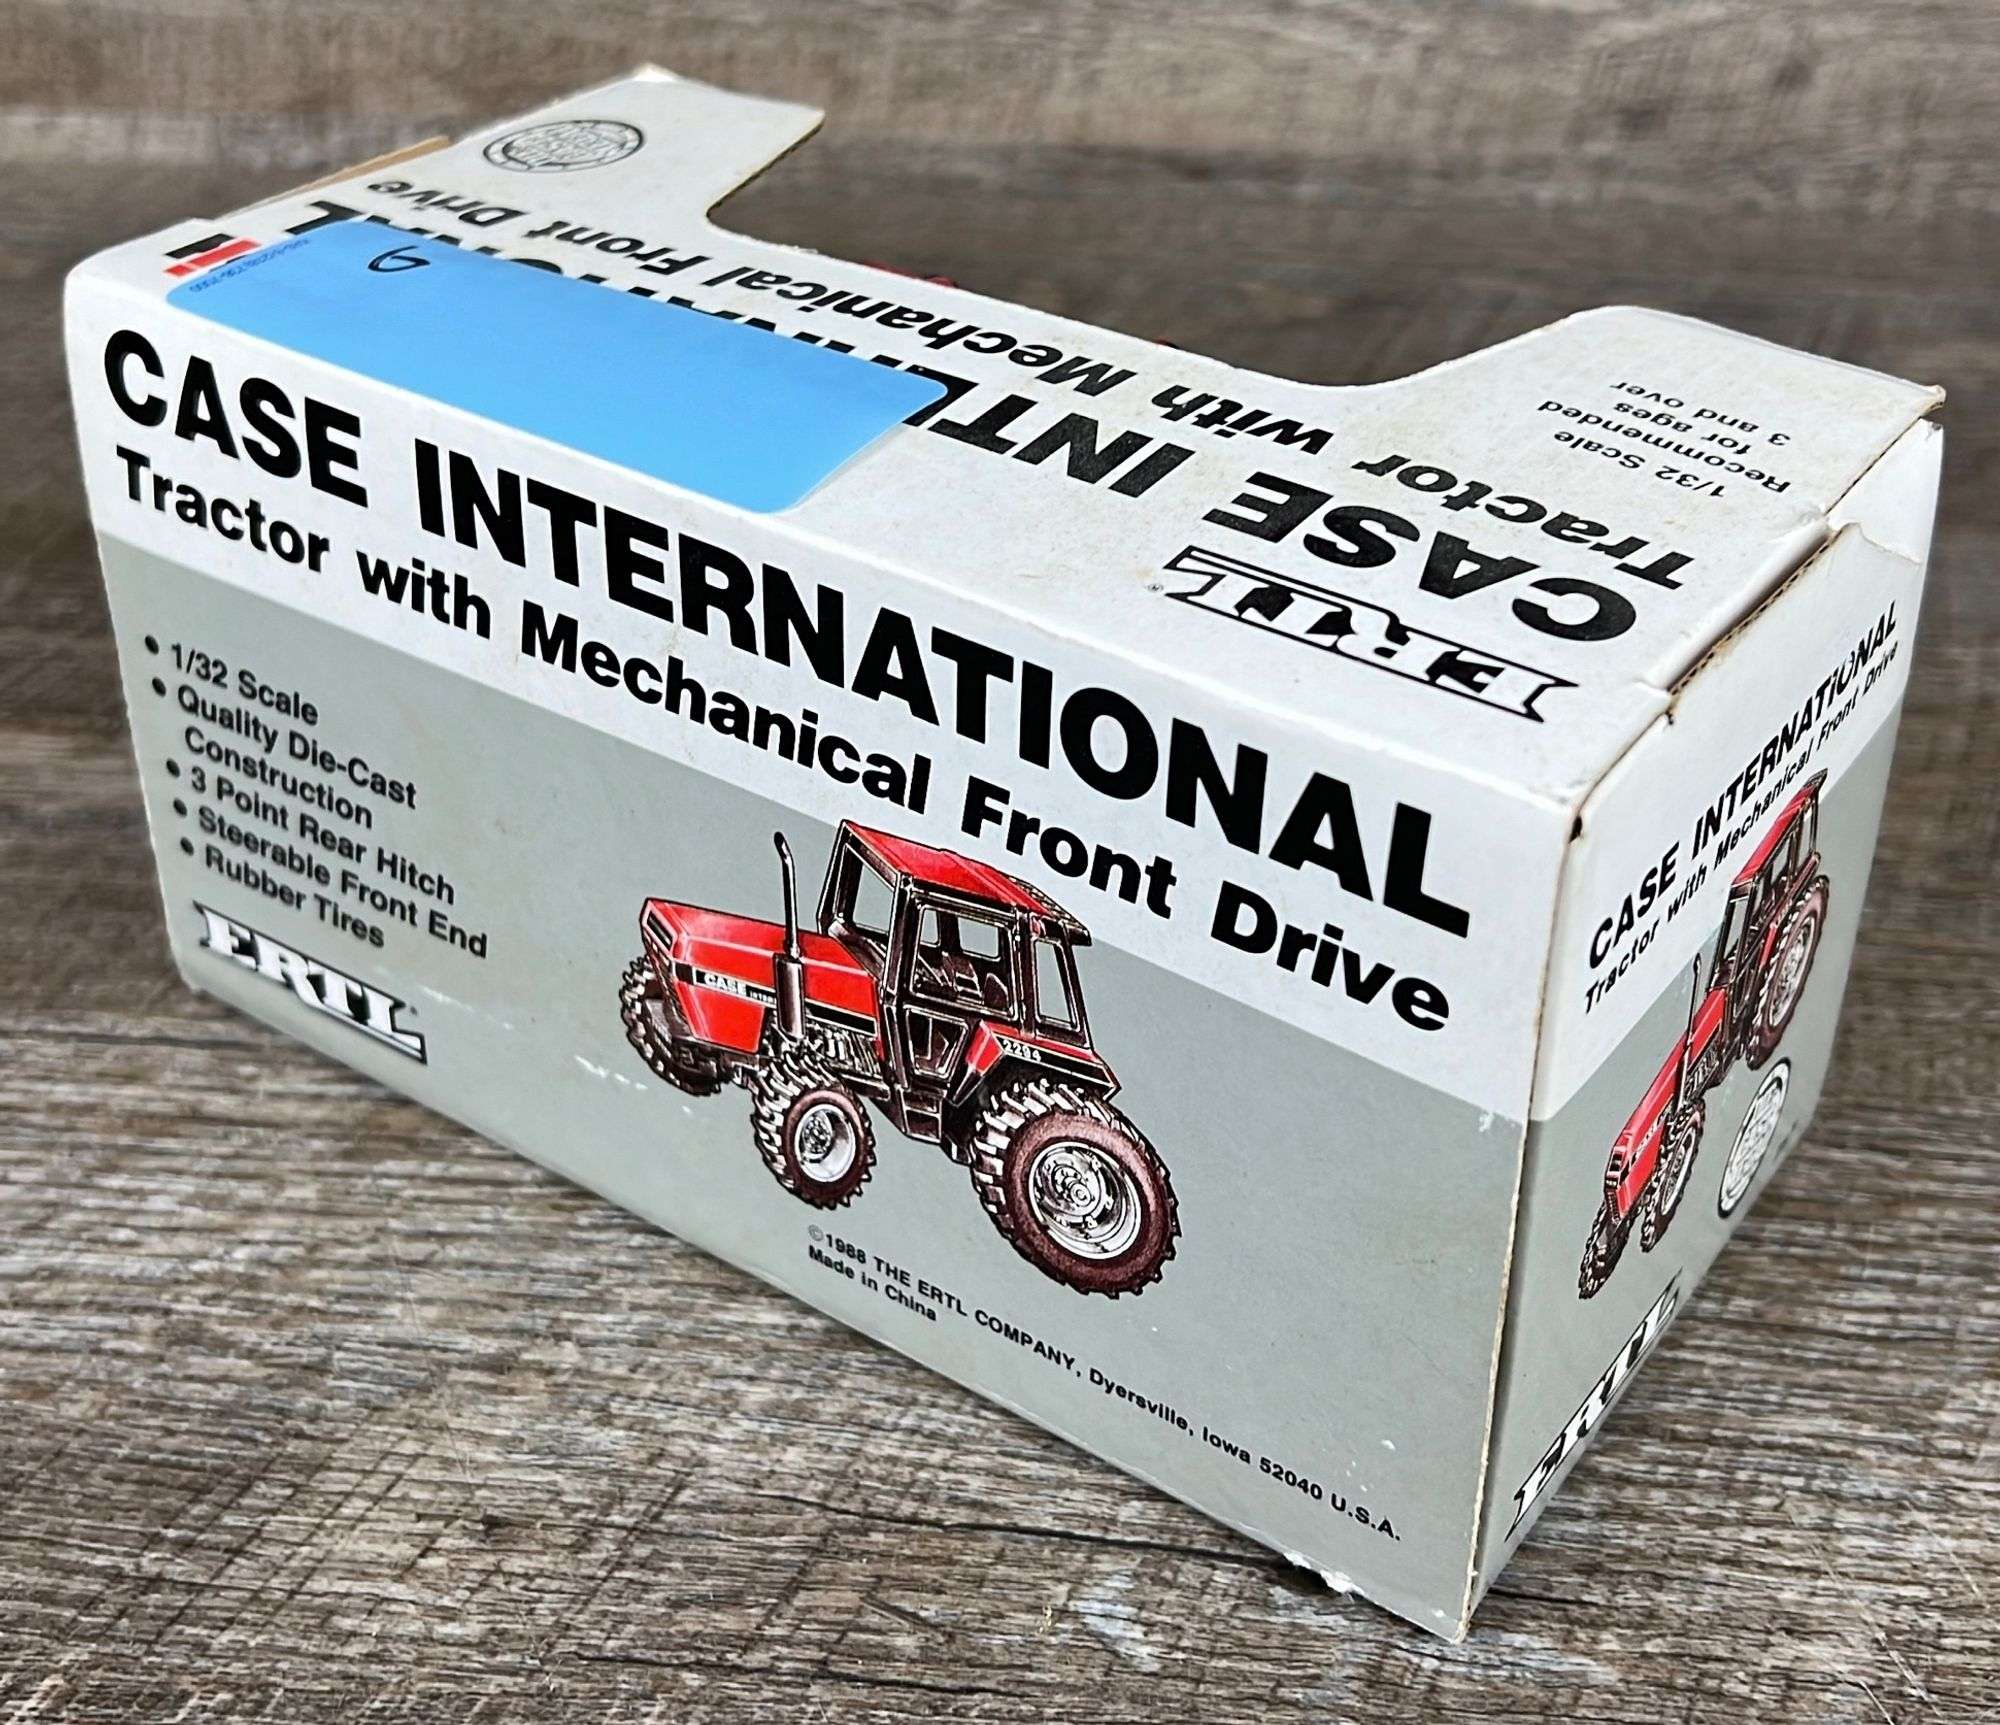 CASE INTERNATIONAL
Tractor with Mechanical Front Drive
ERTL
1/32 Scale
Recommended
for ages
3 and over
CASE INTERNATIONAL
Tractor with Mechanical Front Drive
• 1/32 Scale
• Quality Die-Cast
Construction
• 3 Point Rear Hitch
• Steerable Front End
• Rubber Tires
ERTL
CASE INTER
2294
©1988 THE ERTL COMPANY, Dyersville, Iowa 52040 U.S.A.
Made in China
CASE INTERNATIONAL
Tractor with Mechanical Front Drive
ERTL